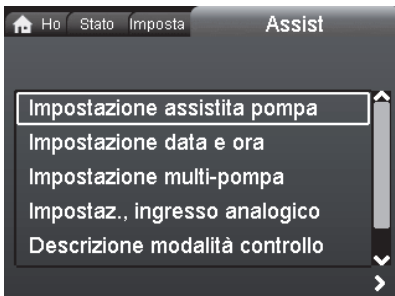 Ho Stato Imposta Assist
Impostazione assistita pompa
Impostazione data e ora
Impostazione multi-pompa
Impostaz., ingresso analogico
Descrizione modalità controllo